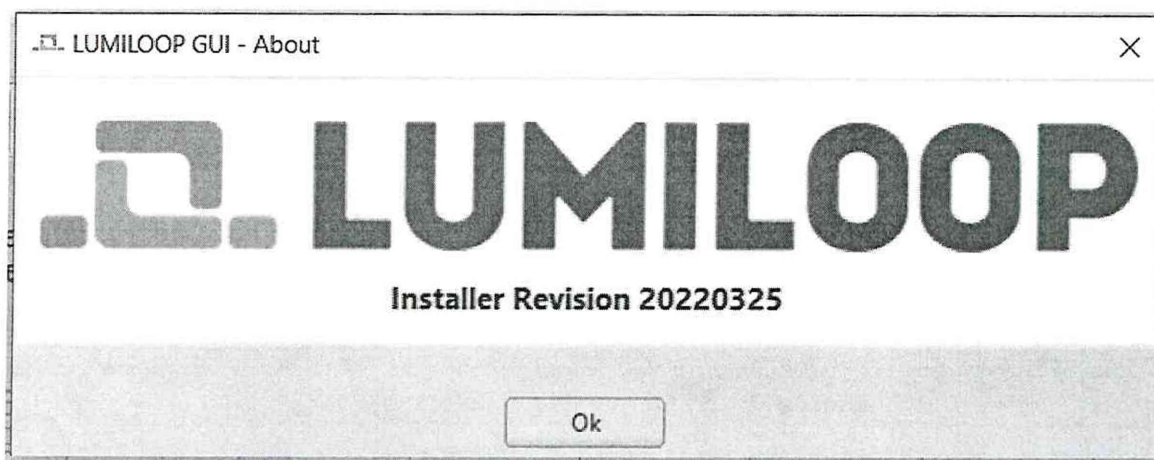 LUMILOOP GUI - About
LUMILOOP
Installer Revision 20220325
Ok